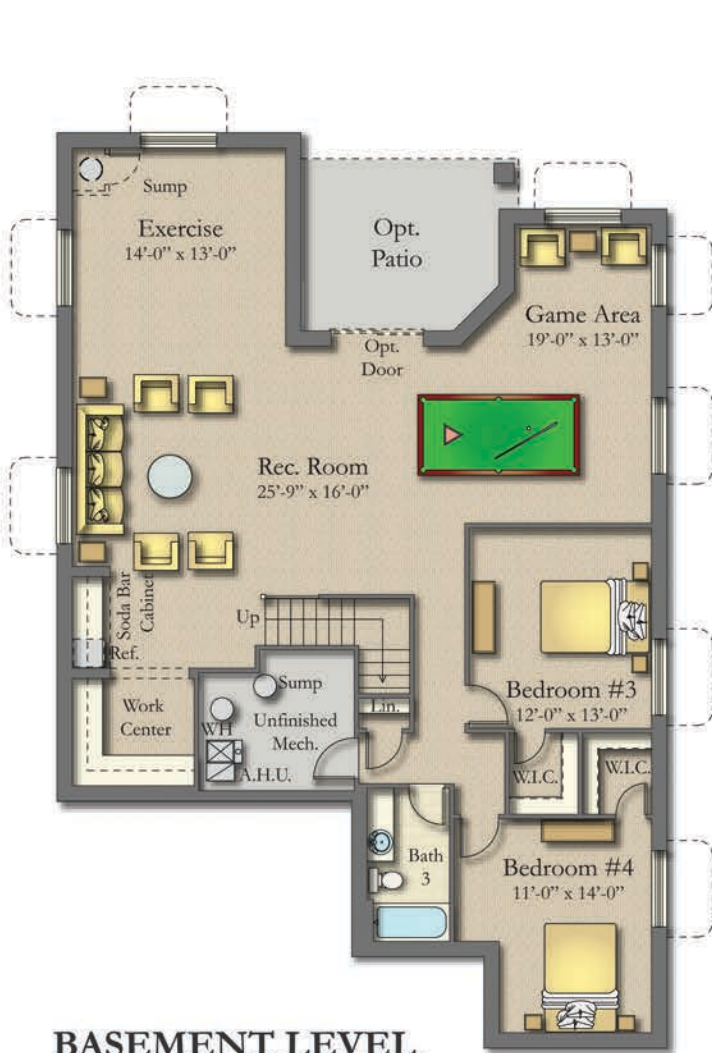 Sump
Exercise
14’-0” x 13’-0”
Opt.
Patio
Game Area
19’-0” x 13’-0”
Opt.
Door
Rec. Room
25’-9” x 16’-0”
Soda Bar
Cabinet
Ref.
Up
Work
Center
Sump
WH
Unfinished
Mech.
A.H.U.
Lin.
Bedroom #3
12’-0” x 13’-0”
W.I.C.
W.I.C.
Bath
3
Bedroom #4
11’-0” x 14’-0”
BASEMENT LEVEL